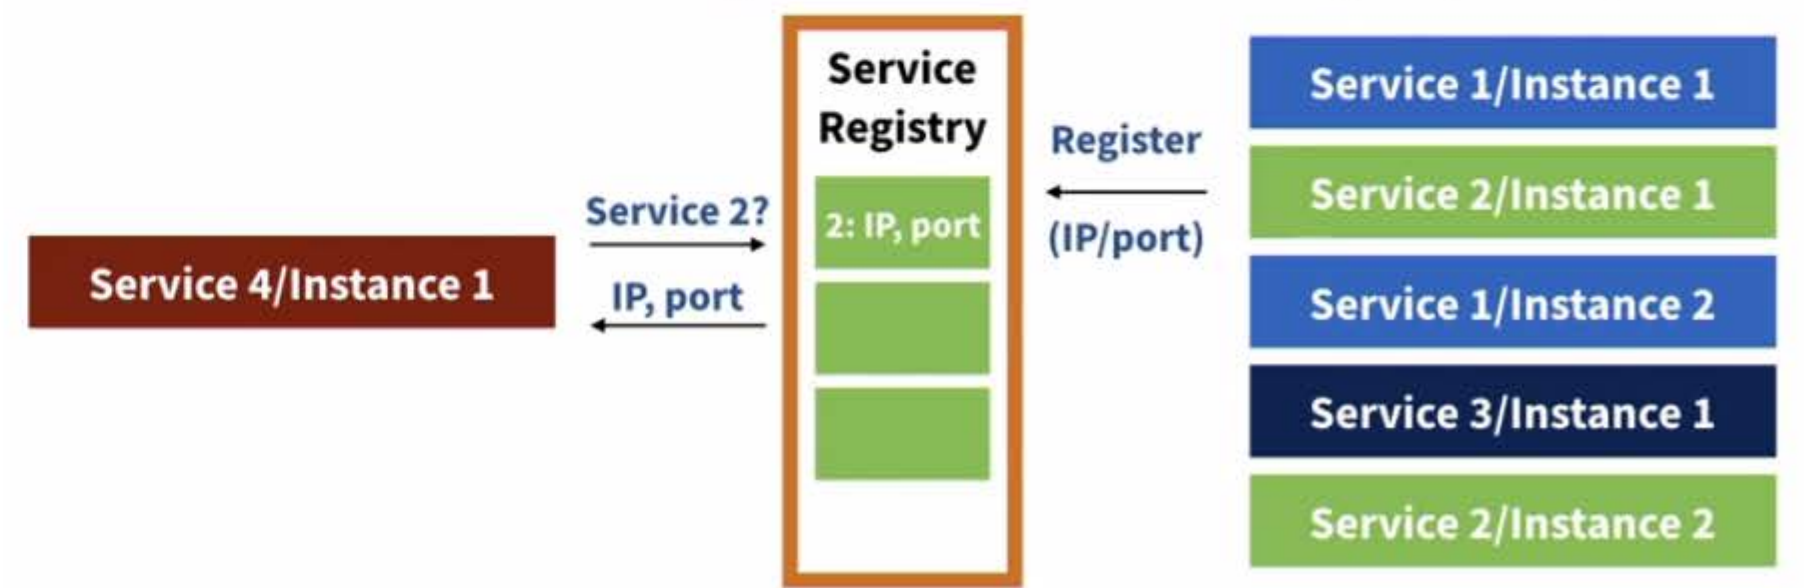 Service 4/Instance 1
Service 2?
IP, port
Service
Registry
2: IP, port
Register
(IP/port)
Service 1/Instance 1
Service 2/Instance 1
Service 1/Instance 2
Service 3/Instance 1
Service 2/Instance 2